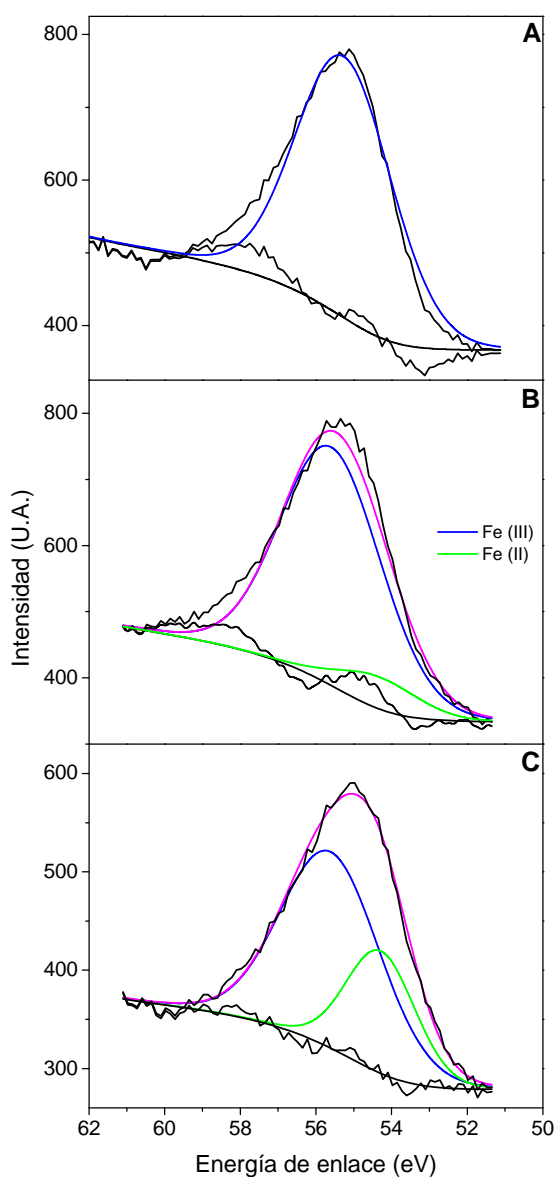 A
800
600
400
B
800
600
400
Fe (III)
Fe (II)
Intensidad (U.A.)
C
600
500
400
300
62 60 58 56 54 52 50
Energía de enlace (eV)